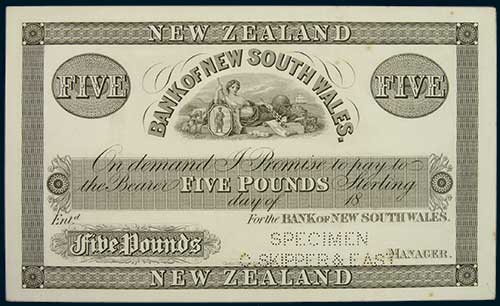 NEW ZEALAND
FIVE
FIVE
BANK OF NEW SOUTH WALES.
On demand I Promise to pay to
the Bearer FIVE POUNDS Sterling
day of 18
Entd
For the BANK OF NEW SOUTH WALES.
Five Pounds
SPECIMEN
C. SKIPPER & EAST
MANAGER.
NEW ZEALAND